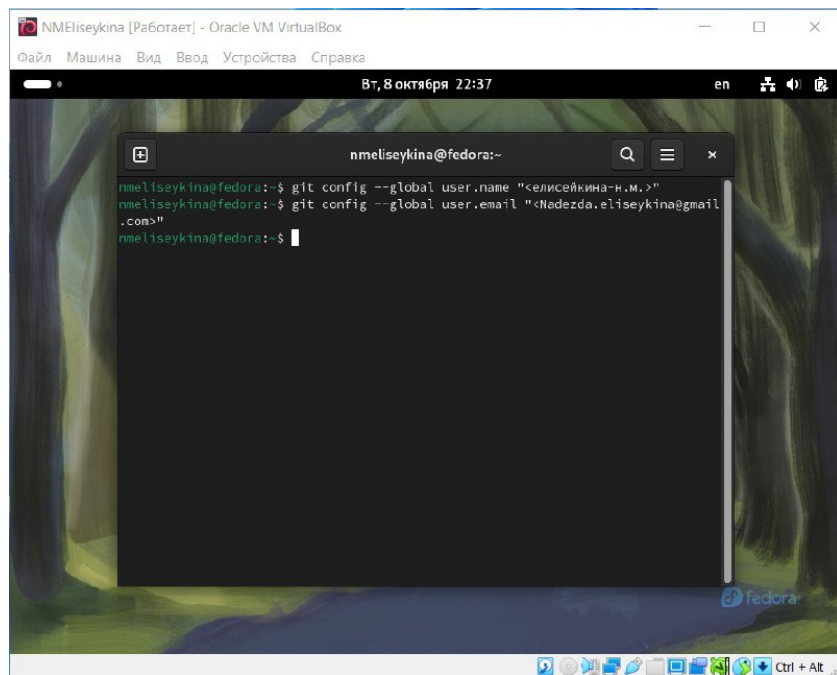 NMEliseykina [Работает] - Oracle VM VirtualBox
Файл Машина Вид Ввод Устройства Справка
Вт, 8 октября 22:37 en
nmeliseykina@fedora:~
nmeliseykina@fedora:~$ git config --global user.name "<елисейкина-н.м.>"
nmeliseykina@fedora:~$ git config --global user.email "<Nadezda.eliseykina@gmail
.com>"
nmeliseykina@fedora:~$
fedora
Ctrl + Alt